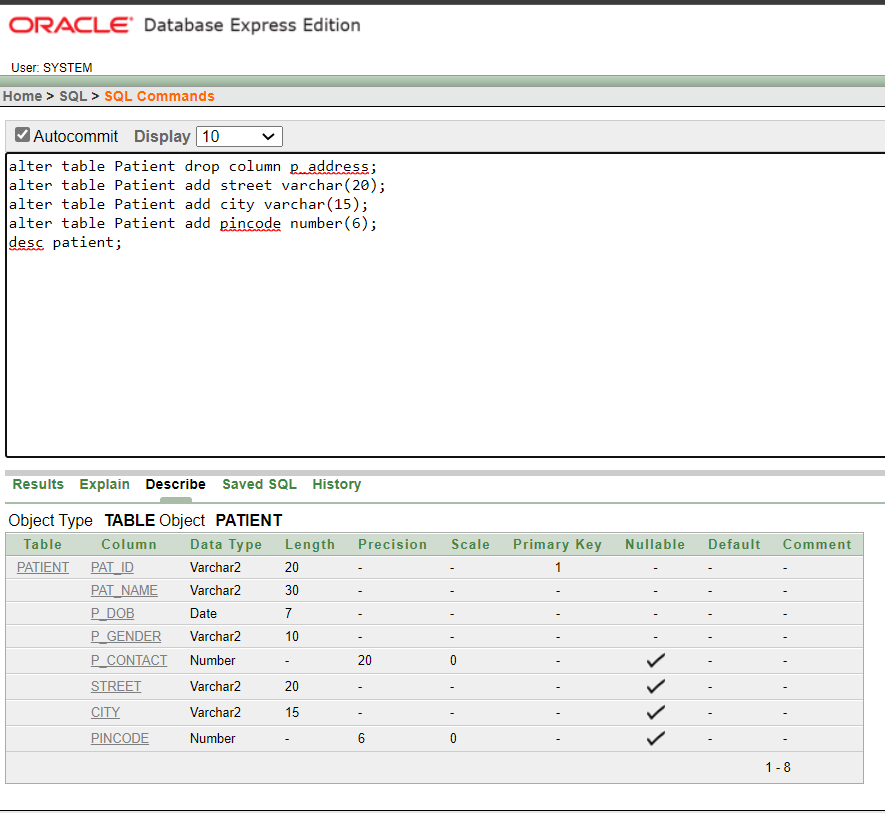 ORACLE® Database Express Edition
User: SYSTEM
Home > SQL > SQL Commands
Autocommit Display 10
alter table Patient drop column p_address;
alter table Patient add street varchar(20);
alter table Patient add city varchar(15);
alter table Patient add pincode number(6);
desc patient;
Results Explain Describe Saved SQL History
Object Type TABLE Object PATIENT
Table Column Data Type Length Precision Scale Primary Key Nullable Default Comment
PATIENT PAT_ID Varchar2 20 - - 1 - - -
PAT_NAME Varchar2 30 - - - - - -
P_DOB Date 7 - - - - - -
P_GENDER Varchar2 10 - - - - - -
P_CONTACT Number - 20 0 - ✓ - -
STREET Varchar2 20 - - - ✓ - -
CITY Varchar2 15 - - - ✓ - -
PINCODE Number - 6 0 - ✓ - -
1 - 8